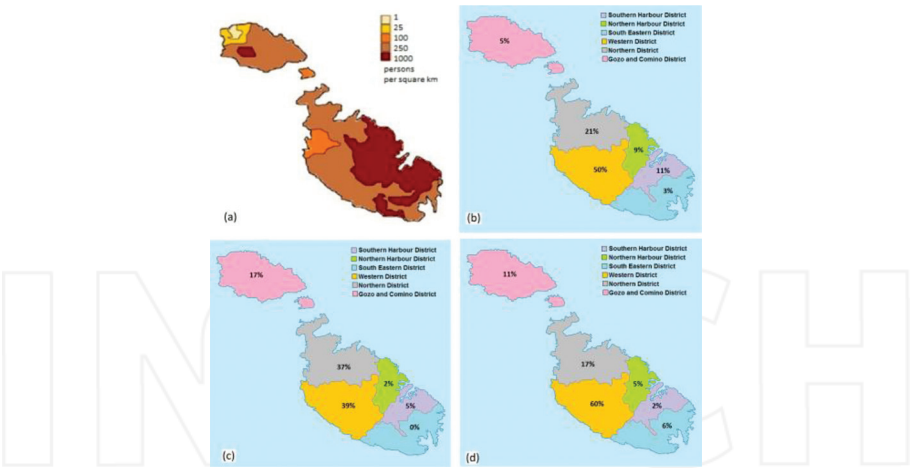 1
25
100
250
1000
persons
per square km
(a)
Southern Harbour District
Northern Harbour District
South Eastern District
Western District
Northern District
Gozo and Comino District
5%
21%
9%
50%
11%
3%
(b)
Southern Harbour District
Northern Harbour District
South Eastern District
Western District
Northern District
Gozo and Comino District
17%
37%
2%
39%
5%
0%
(c)
Southern Harbour District
Northern Harbour District
South Eastern District
Western District
Northern District
Gozo and Comino District
11%
17%
5%
60%
2%
6%
(d)